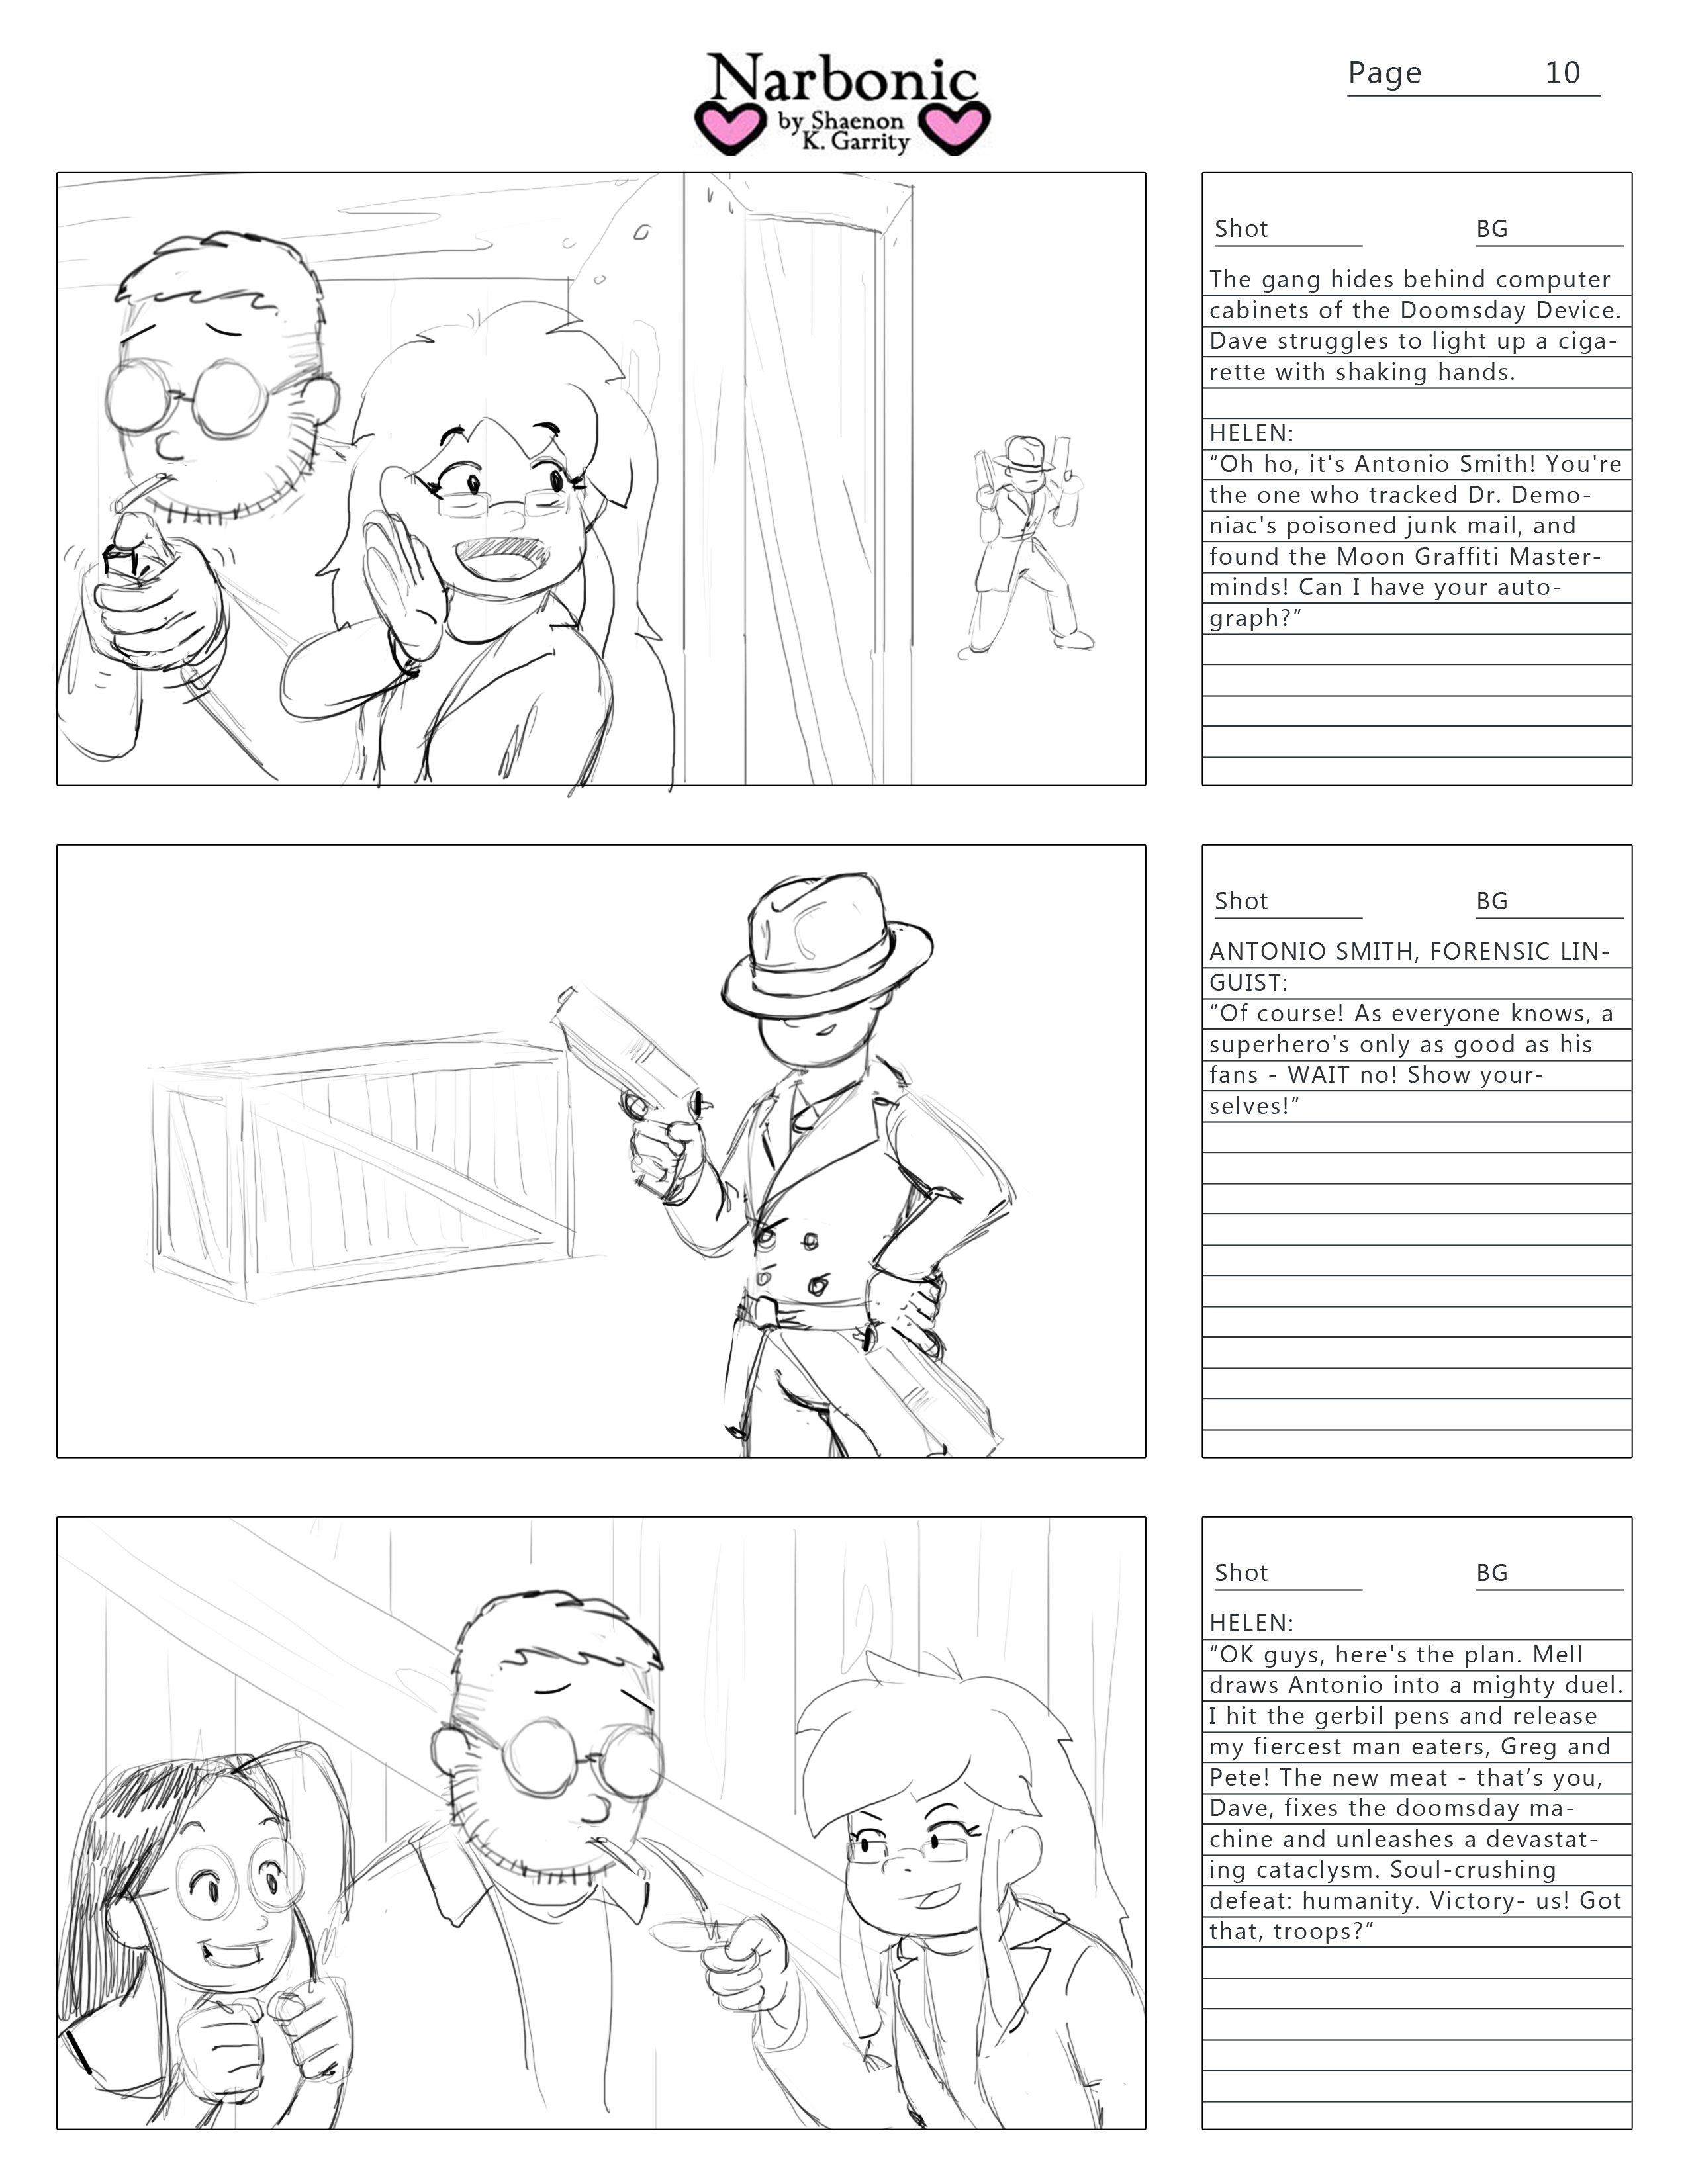 Narbonic
by Shaenon
K. Garrity
Page 10
Shot BG
The gang hides behind computer
cabinets of the Doomsday Device.
Dave struggles to light up a ciga-
rette with shaking hands.
HELEN:
“Oh ho, it's Antonio Smith! You're
the one who tracked Dr. Demo-
niac's poisoned junk mail, and
found the Moon Graffiti Master-
minds! Can I have your auto-
graph?”
Shot BG
ANTONIO SMITH, FORENSIC LIN-
GUIST:
“Of course! As everyone knows, a
superhero's only as good as his
fans - WAIT no! Show your-
selves!”
Shot BG
HELEN:
“OK guys, here's the plan. Mell
draws Antonio into a mighty duel.
I hit the gerbil pens and release
my fiercest man eaters, Greg and
Pete! The new meat - that’s you,
Dave, fixes the doomsday ma-
chine and unleashes a devastat-
ing cataclysm. Soul-crushing
defeat: humanity. Victory- us! Got
that, troops?”